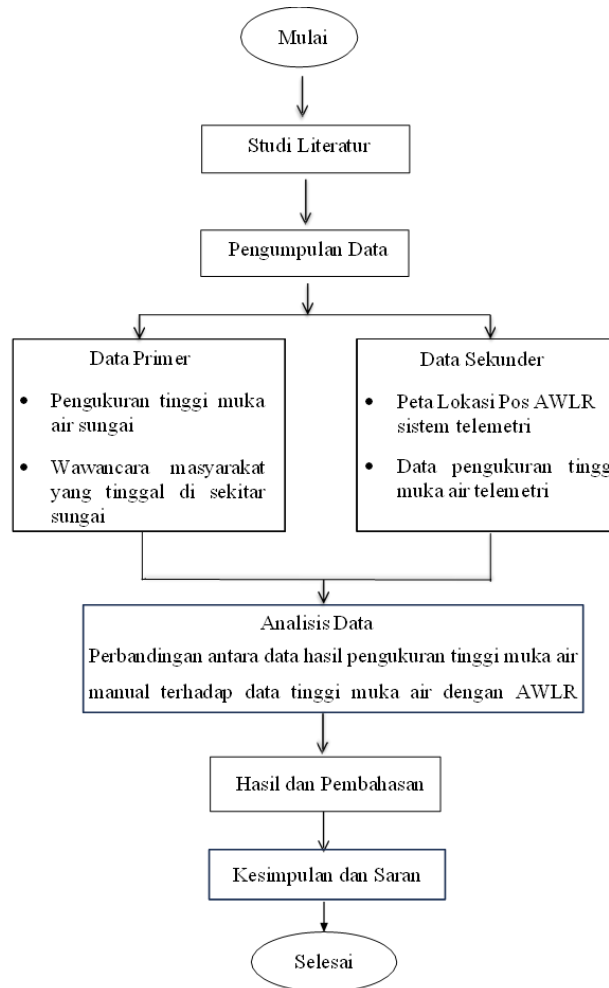 Mulai
Studi Literatur
Pengumpulan Data
Data Primer
• Pengukuran tinggi muka
air sungai
• Wawancara masyarakat
yang tinggal di sekitar
sungai
Data Sekunder
• Peta Lokasi Pos AWLR
sistem telemetri
• Data pengukuran tingg
muka air telemetri
Analisis Data
Perbandingan antara data hasil pengukuran tinggi muka air
manual terhadap data tinggi muka air dengan AWLR
Hasil dan Pembahasan
Kesimpulan dan Saran
Selesai